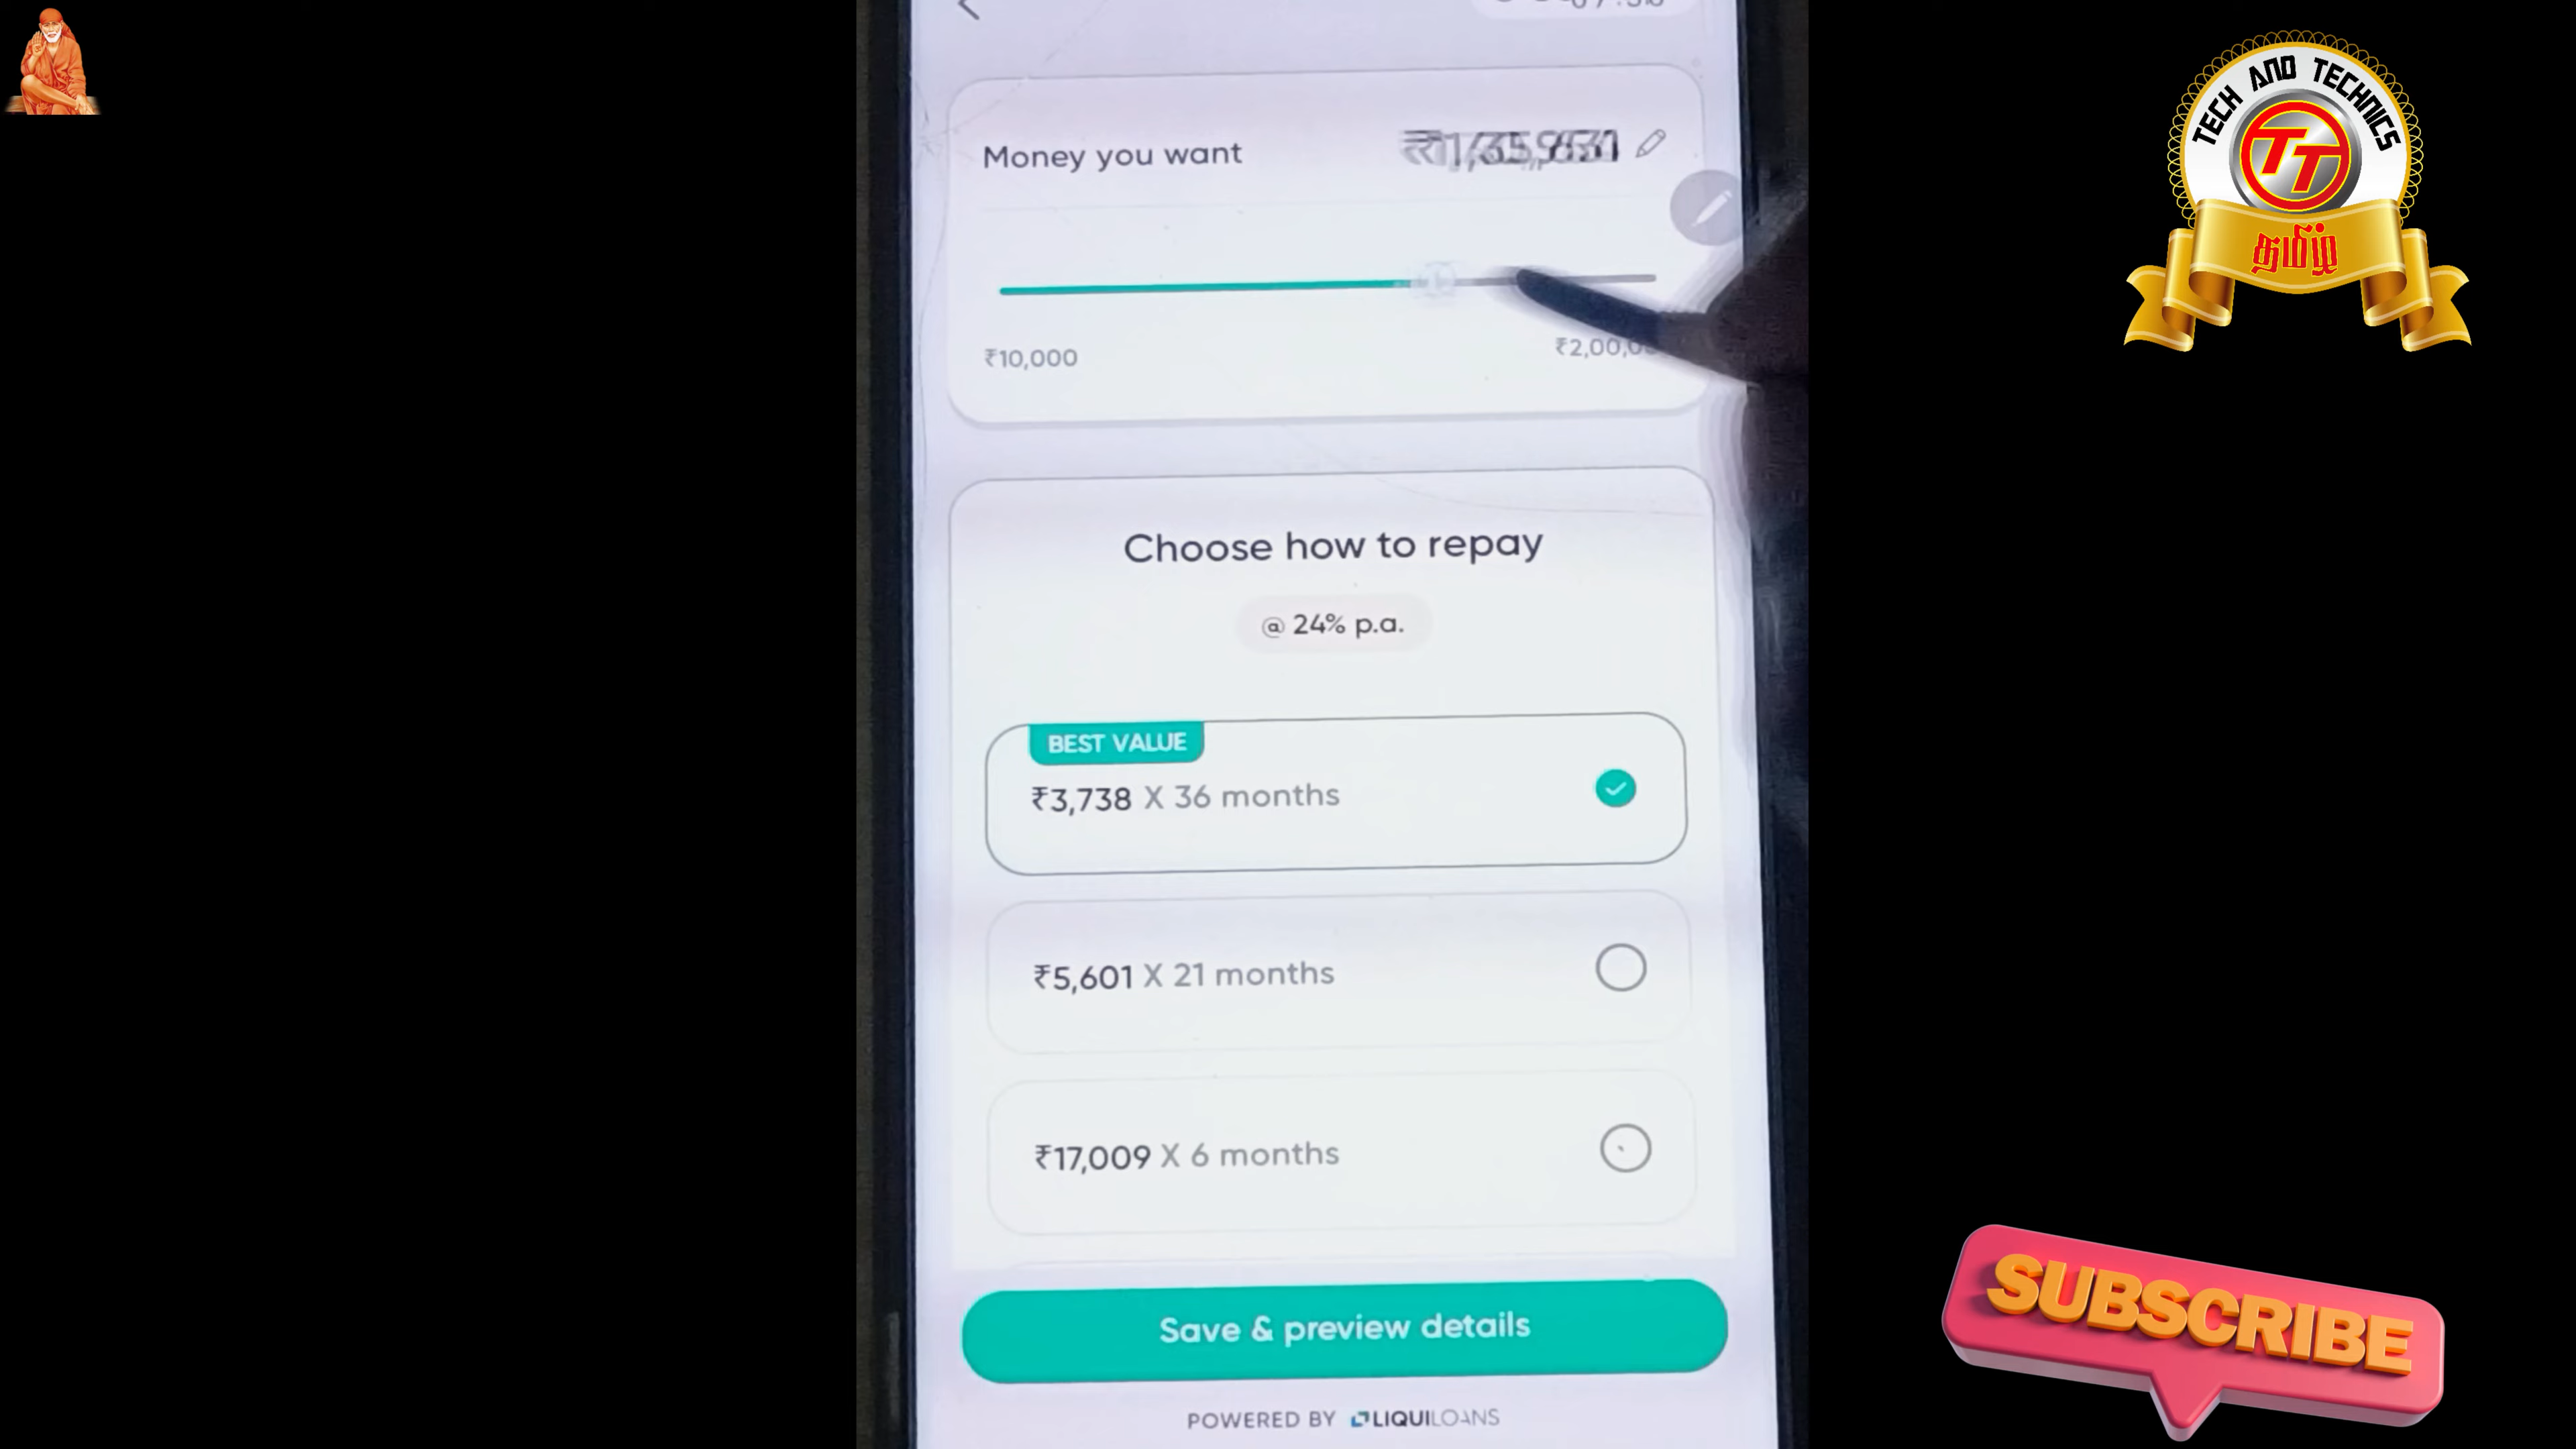 TECH AND TECHNICS
TT
தமிழ்
Money you want
₹10,000
Choose how to repay
@ 24% p.a.
BEST VALUE
₹3,738 X 36 months
₹5,601 X 21 months
₹17,009 X 6 months
Save & preview details
POWERED BY LIQUILOANS
SUBSCRIBE